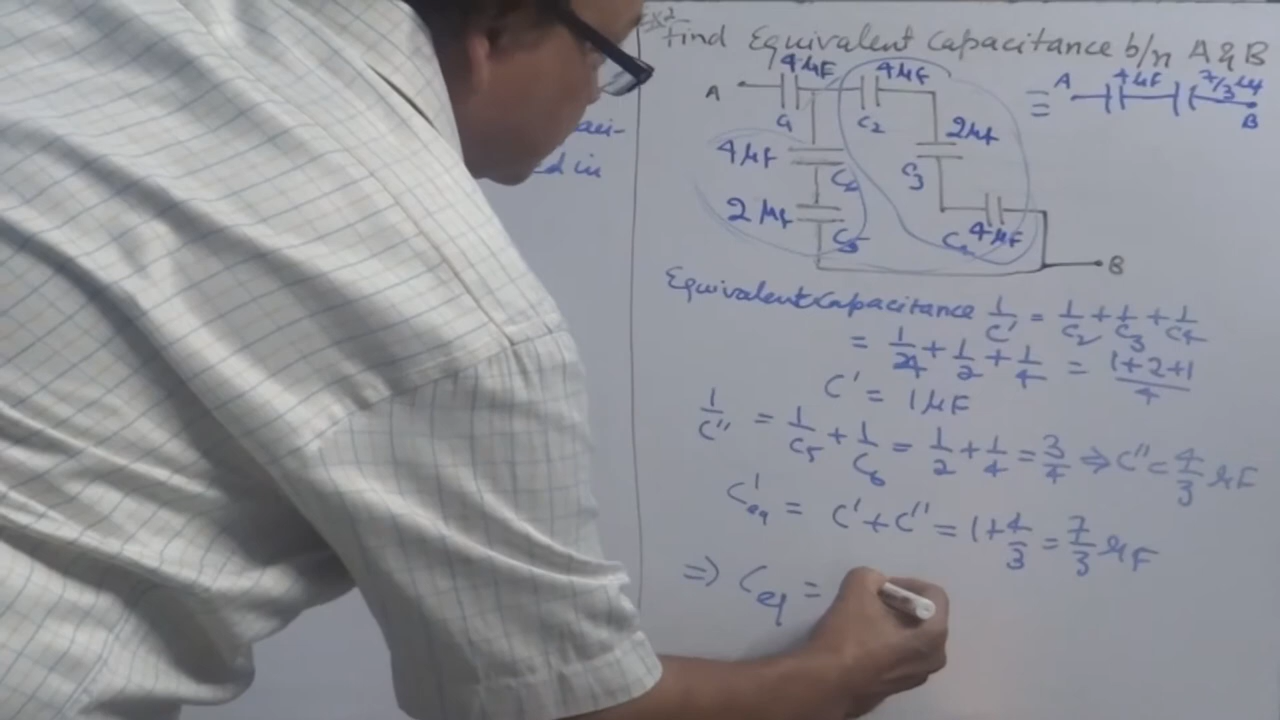 Ex2
Find Equivalent Capacitance b/n A & B
4μF 4μF
A C1 C2 2μF
4μF C6 C3
2μF C5 C4 4μF
B
≡ A 4μF 7/3 μf
B
Equivalent Capacitance 1/C' = 1/C2 + 1/C3 + 1/C4
= 1/4 + 1/2 + 1/4 = 1+2+1/4
C' = 1μF
1/C'' = 1/C5 + 1/C6 = 1/2 + 1/4 = 3/4 ⇒ C'' = 4/3 μF
C'eq = C' + C'' = 1 + 4/3 = 7/3 μF
⇒ Ceq =
in